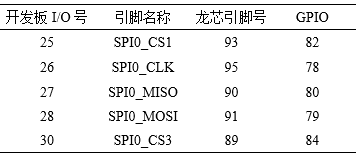 开发板 I/O 号 引脚名称 龙芯引脚号 GPIO
25 SPI0_CS1 93 82
26 SPI0_CLK 95 78
27 SPI0_MISO 90 80
28 SPI0_MOSI 91 79
30 SPI0_CS3 89 84